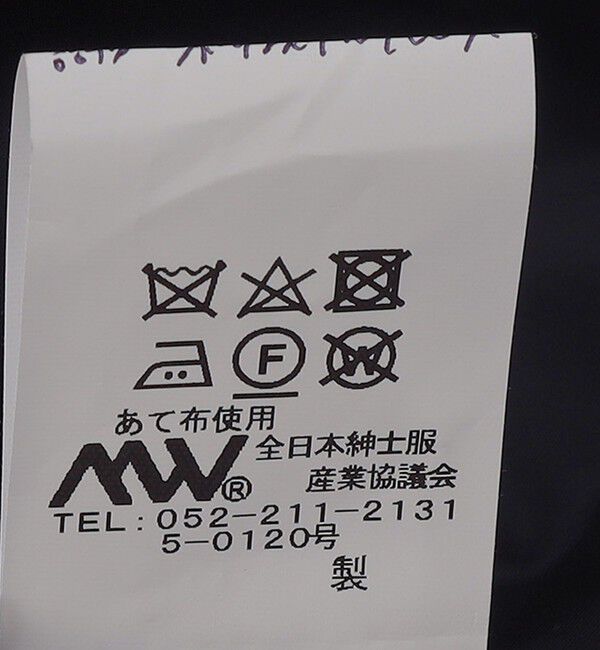 F
W
あて布使用
MW®
全日本紳士服
産業協議会
TEL:052-211-2131
5-0120号
製